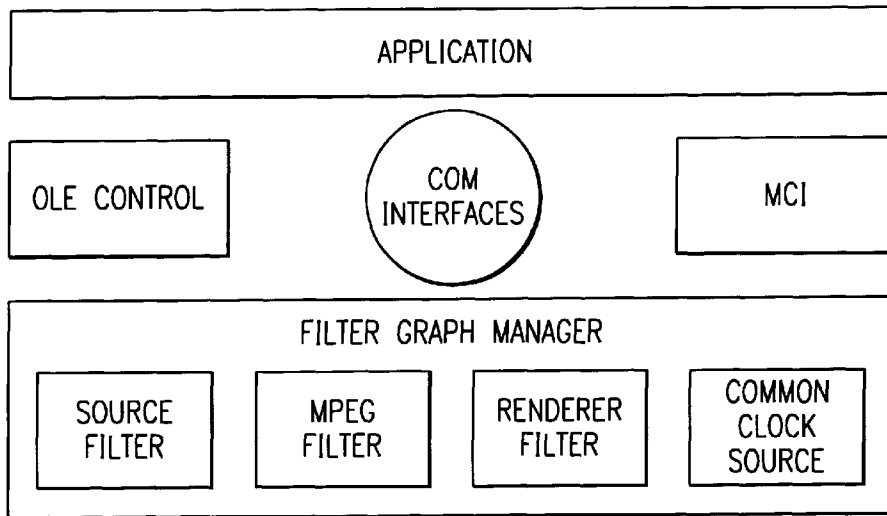 APPLICATION
OLE CONTROL
COM
INTERFACES
MCI
FILTER GRAPH MANAGER
SOURCE
FILTER
MPEG
FILTER
RENDERER
FILTER
COMMON
CLOCK
SOURCE